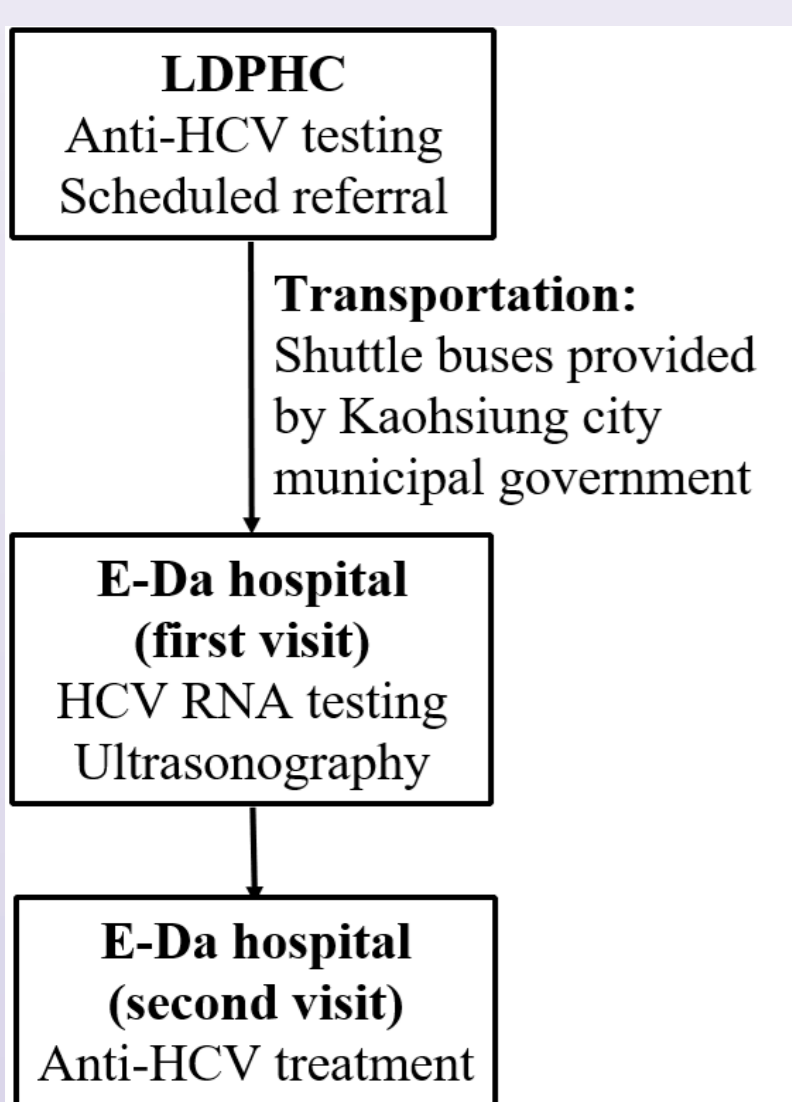 LDPHC
Anti-HCV testing
Scheduled referral
Transportation:
Shuttle buses provided
by Kaohsiung city
municipal government
E-Da hospital
(first visit)
HCV RNA testing
Ultrasonography
E-Da hospital
(second visit)
Anti-HCV treatment